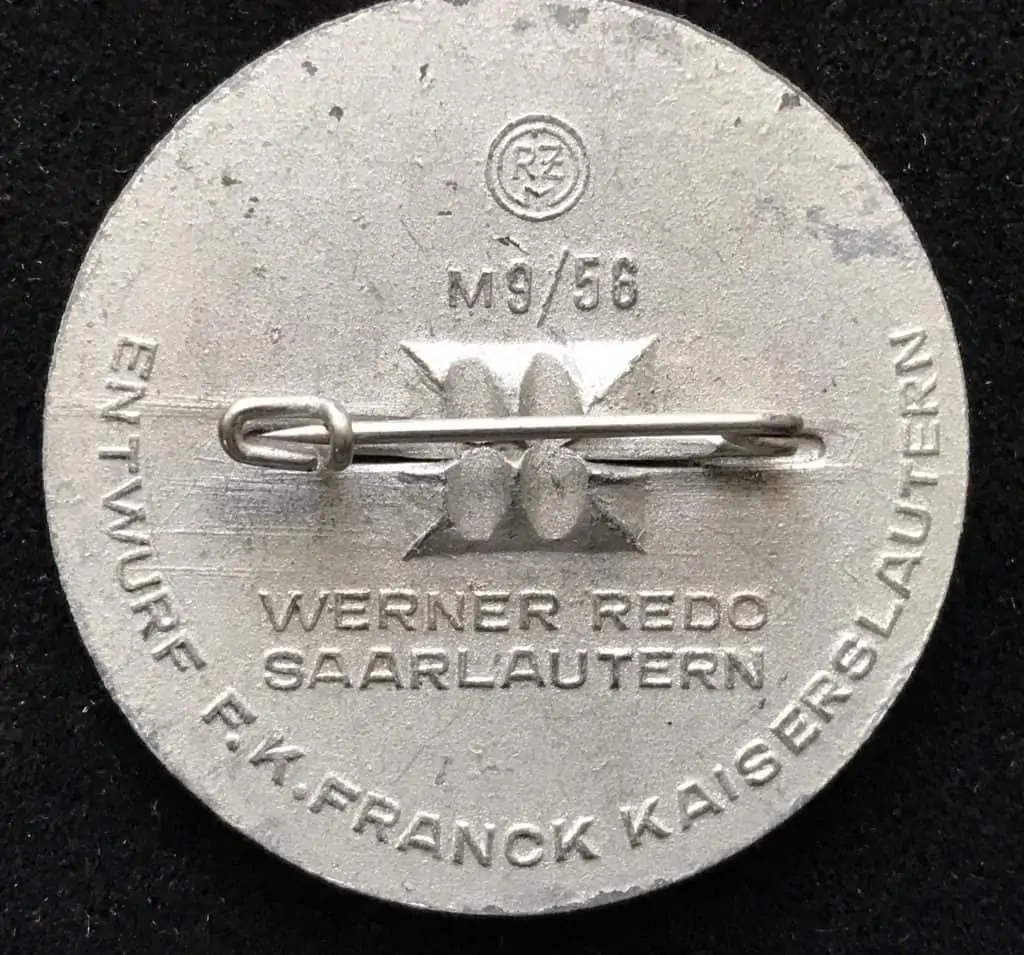 RZM
M9/56
WERNER REDO
SAARLAUTERN
ENTWURF F.K.FRANCK KAISERSLAUTERN